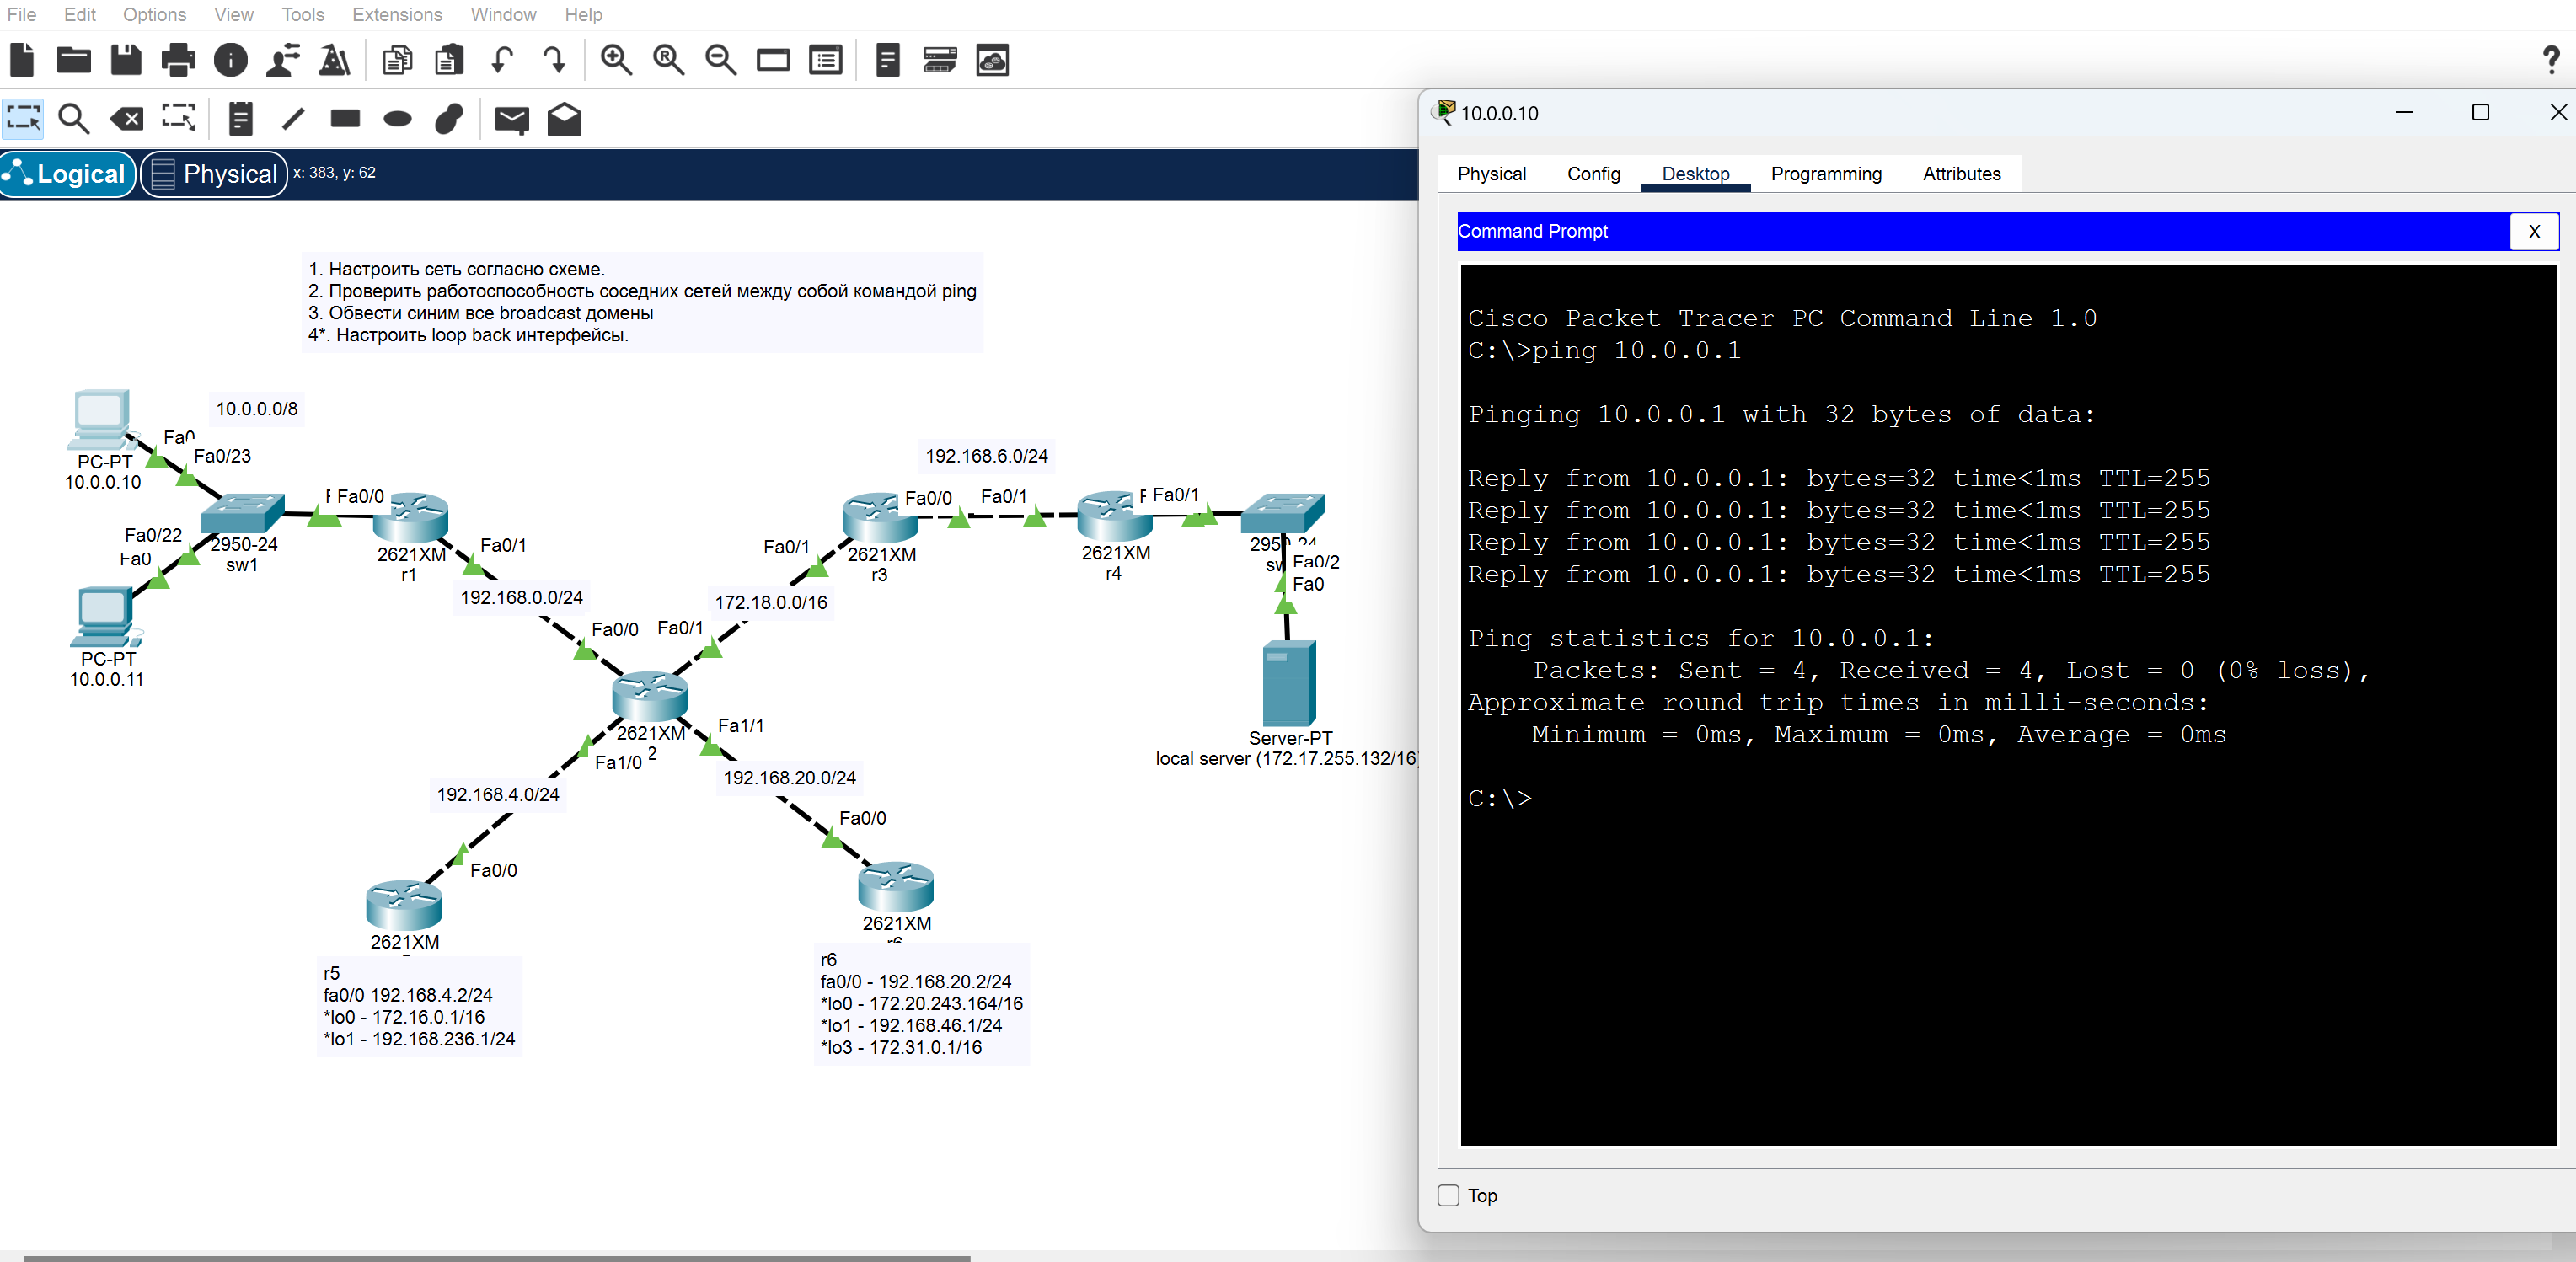 File Edit Options View Tools Extensions Window Help
10.0.0.10
Logical
Physical
x: 383, y: 62
Physical Config Desktop Programming Attributes
Command Prompt
X
1. Настроить сеть согласно схеме.
2. Проверить работоспособность соседних сетей между собой командой ping
3. Обвести синим все broadcast домены
4*. Настроить loop back интерфейсы.
10.0.0.0/8
Fa0
Fa0/23
PC-PT
10.0.0.10
Fa0/0
Fa0/22
Fa0
2950-24
sw1
2621XM
r1
Fa0/1
PC-PT
10.0.0.11
192.168.0.0/24
Fa0/0
192.168.6.0/24
Fa0/0
Fa0/1
Fa0/1
Fa0/1
2621XM
r3
2621XM
r4
2950-24
Fa0/2
Fa0
172.18.0.0/16
Fa0/1
2621XM
2
Fa1/0
Fa1/1
Server-PT
local server (172.17.255.132/16)
192.168.4.0/24
192.168.20.0/24
Fa0/0
Fa0/0
2621XM
r5
fa0/0 192.168.4.2/24
*lo0 - 172.16.0.1/16
*lo1 - 192.168.236.1/24
2621XM
r6
r6
fa0/0 - 192.168.20.2/24
*lo0 - 172.20.243.164/16
*lo1 - 192.168.46.1/24
*lo3 - 172.31.0.1/16
Cisco Packet Tracer PC Command Line 1.0
C:\>ping 10.0.0.1
Pinging 10.0.0.1 with 32 bytes of data:
Reply from 10.0.0.1: bytes=32 time<1ms TTL=255
Reply from 10.0.0.1: bytes=32 time<1ms TTL=255
Reply from 10.0.0.1: bytes=32 time<1ms TTL=255
Reply from 10.0.0.1: bytes=32 time<1ms TTL=255
Ping statistics for 10.0.0.1:
Packets: Sent = 4, Received = 4, Lost = 0 (0% loss),
Approximate round trip times in milli-seconds:
Minimum = 0ms, Maximum = 0ms, Average = 0ms
C:\>
Top